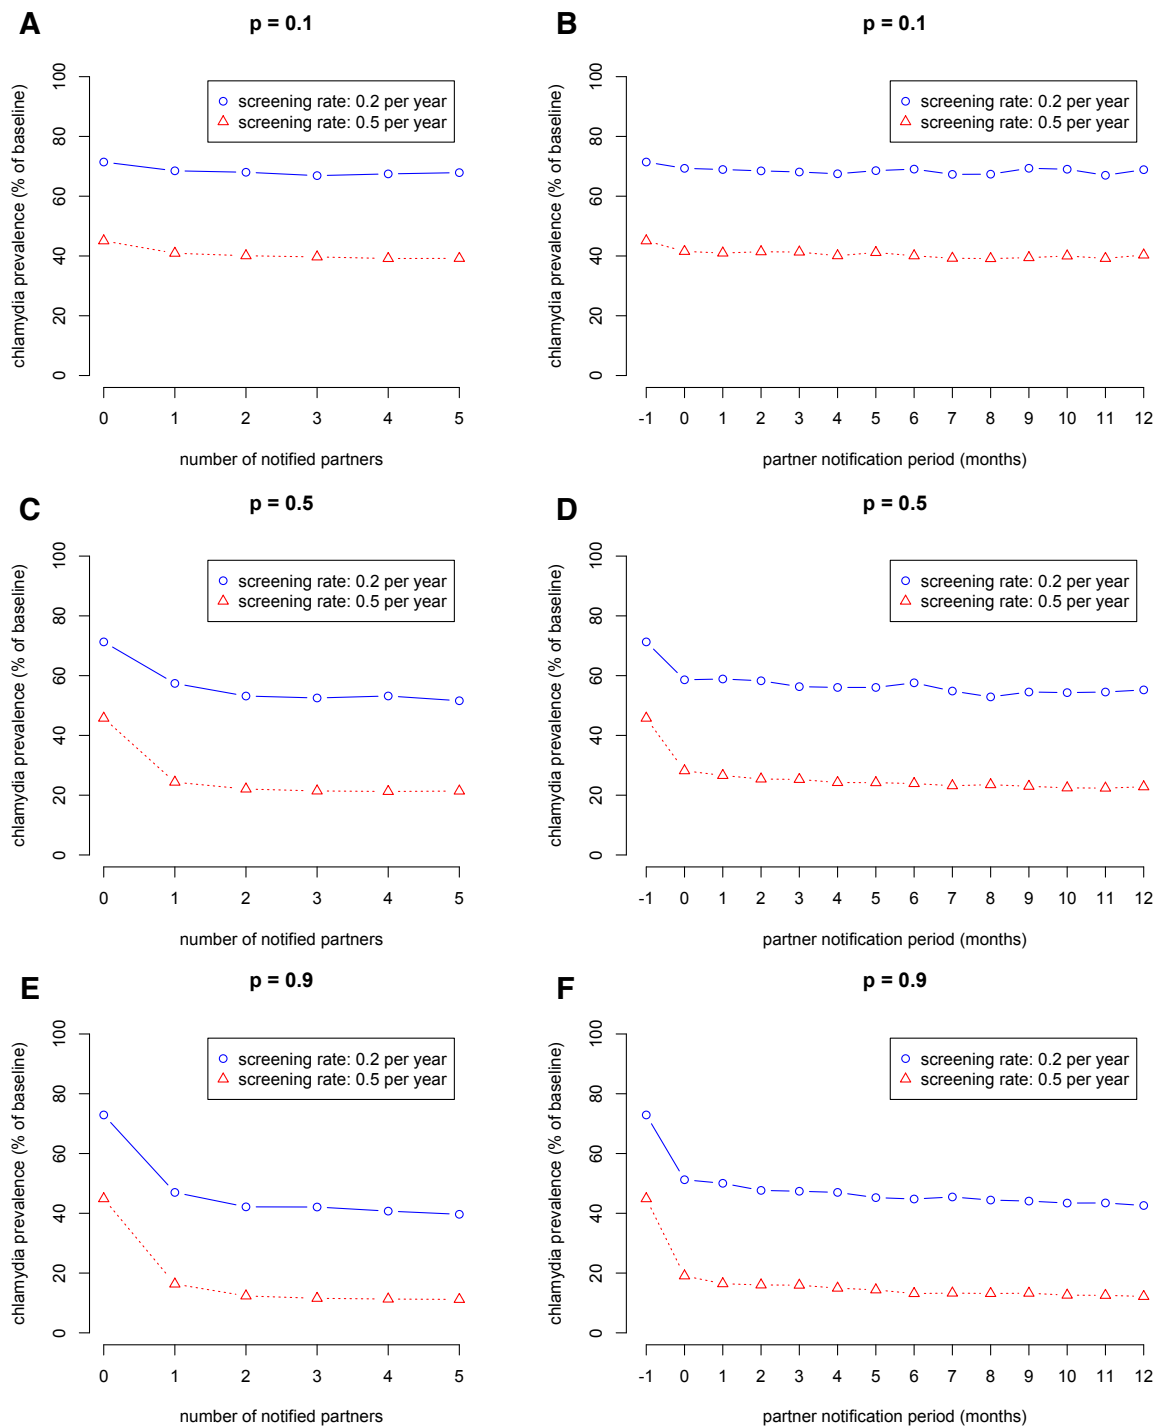 A
p = 0.1
chlamydia prevalence (% of baseline)
100
80
60
40
20
0
screening rate: 0.2 per year
screening rate: 0.5 per year
0 1 2 3 4 5
number of notified partners
B
p = 0.1
chlamydia prevalence (% of baseline)
100
80
60
40
20
0
screening rate: 0.2 per year
screening rate: 0.5 per year
-1 0 1 2 3 4 5 6 7 8 9 10 11 12
partner notification period (months)
C
p = 0.5
chlamydia prevalence (% of baseline)
100
80
60
40
20
0
screening rate: 0.2 per year
screening rate: 0.5 per year
0 1 2 3 4 5
number of notified partners
D
p = 0.5
chlamydia prevalence (% of baseline)
100
80
60
40
20
0
screening rate: 0.2 per year
screening rate: 0.5 per year
-1 0 1 2 3 4 5 6 7 8 9 10 11 12
partner notification period (months)
E
p = 0.9
chlamydia prevalence (% of baseline)
100
80
60
40
20
0
screening rate: 0.2 per year
screening rate: 0.5 per year
0 1 2 3 4 5
number of notified partners
F
p = 0.9
chlamydia prevalence (% of baseline)
100
80
60
40
20
0
screening rate: 0.2 per year
screening rate: 0.5 per year
-1 0 1 2 3 4 5 6 7 8 9 10 11 12
partner notification period (months)